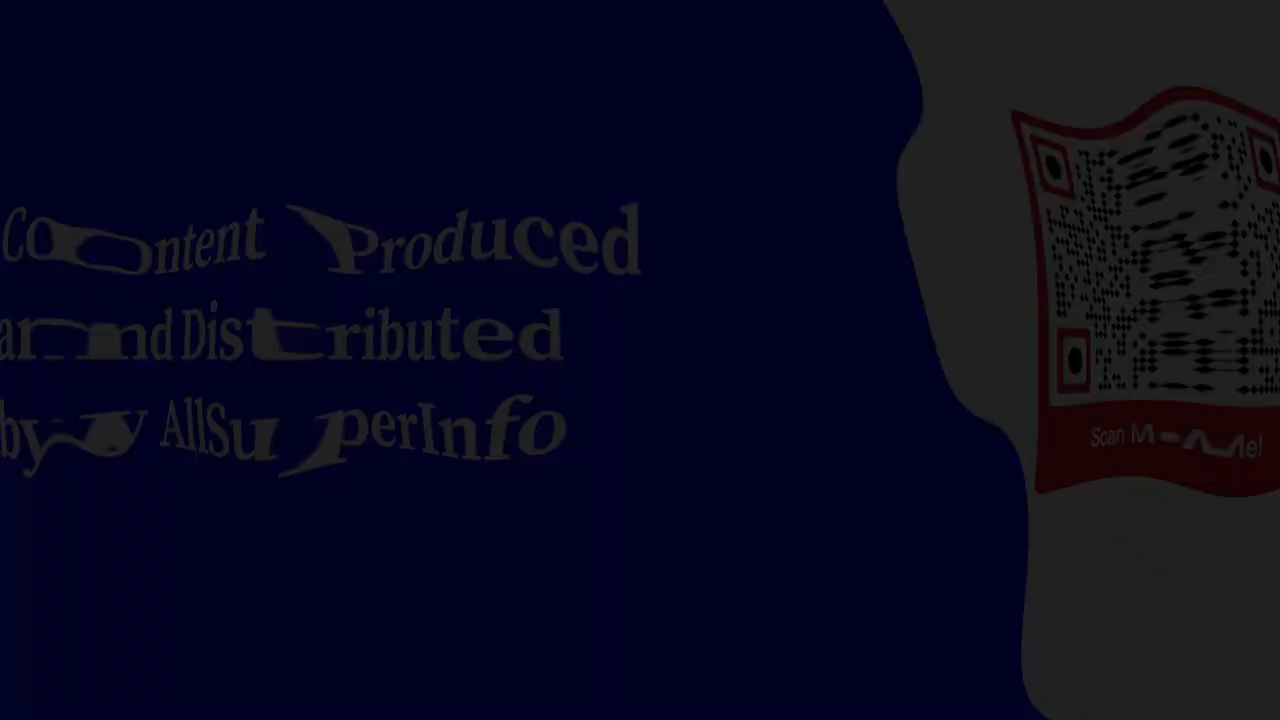 Content Produced
and Distributed
by AllSuperInfo
Scan Me!